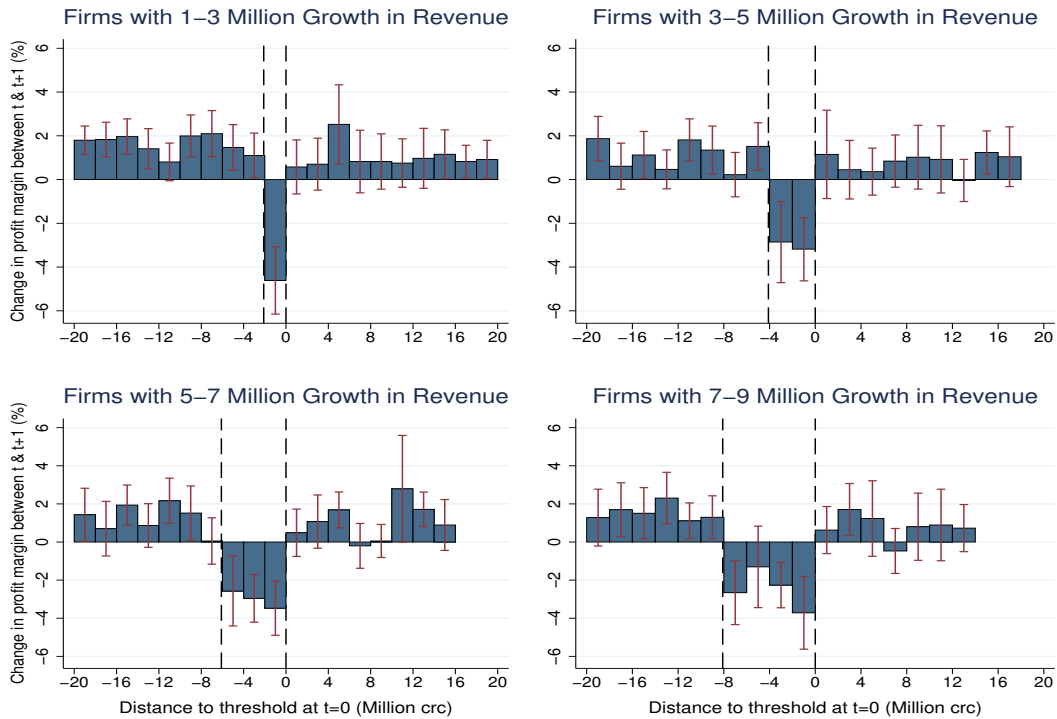 Firms with 1−3 Million Growth in Revenue
Change in profit margin between t & t+1 (%)
6
4
2
0
−2
−4
−6
−20 −16 −12 −8 −4 0 4 8 12 16 20
Firms with 3−5 Million Growth in Revenue
6
4
2
0
−2
−4
−6
−20 −16 −12 −8 −4 0 4 8 12 16 20
Firms with 5−7 Million Growth in Revenue
Change in profit margin between t & t+1 (%)
6
4
2
0
−2
−4
−6
−20 −16 −12 −8 −4 0 4 8 12 16 20
Distance to threshold at t=0 (Million crc)
Firms with 7−9 Million Growth in Revenue
6
4
2
0
−2
−4
−6
−20 −16 −12 −8 −4 0 4 8 12 16 20
Distance to threshold at t=0 (Million crc)